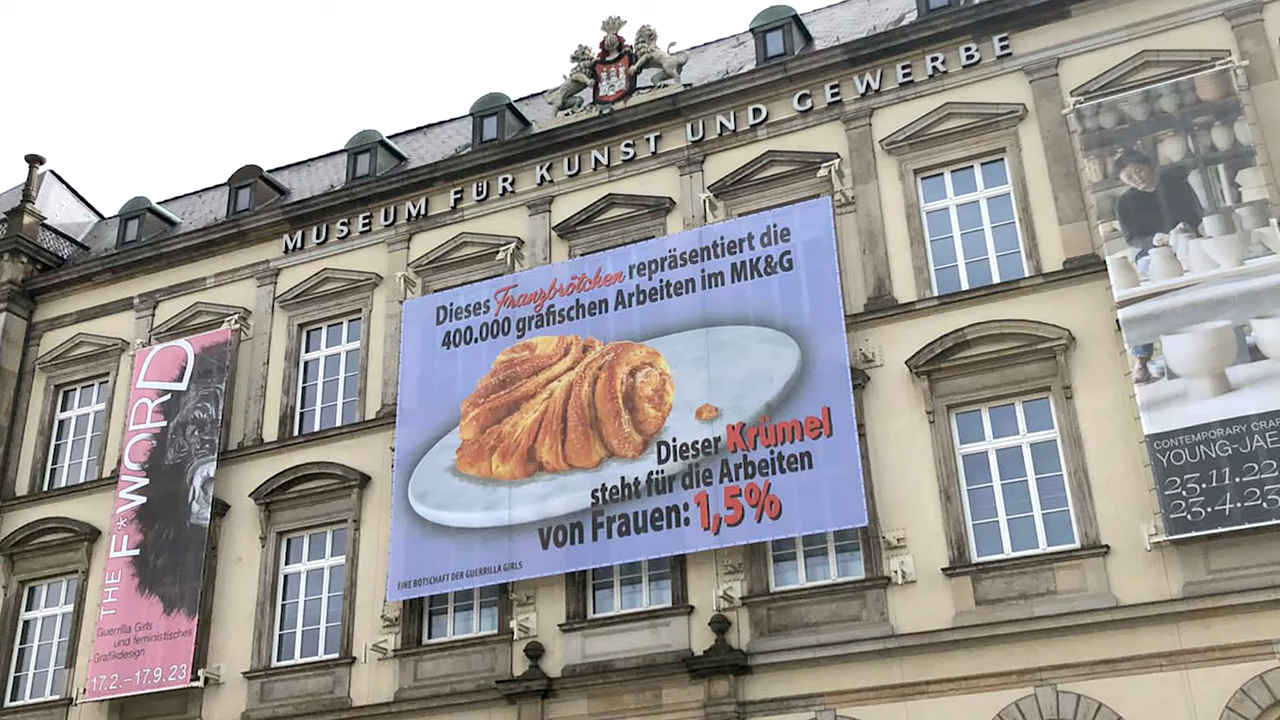 MUSEUM FÜR KUNST UND GEWERBE
Dieses Franzbrötchen repräsentiert die
400.000 grafischen Arbeiten im MK&G
Dieser Krümel
steht für die Arbeiten
von Frauen: 1,5%
EINE BOTSCHAFT DER GUERRILLA GIRLS
THE F*WORD
Guerrilla Girls
und feministisches
Grafikdesign
17.2.–17.9.23
CONTEMPORARY CRAF
YOUNG-JAE
23.11.22
23.4.23